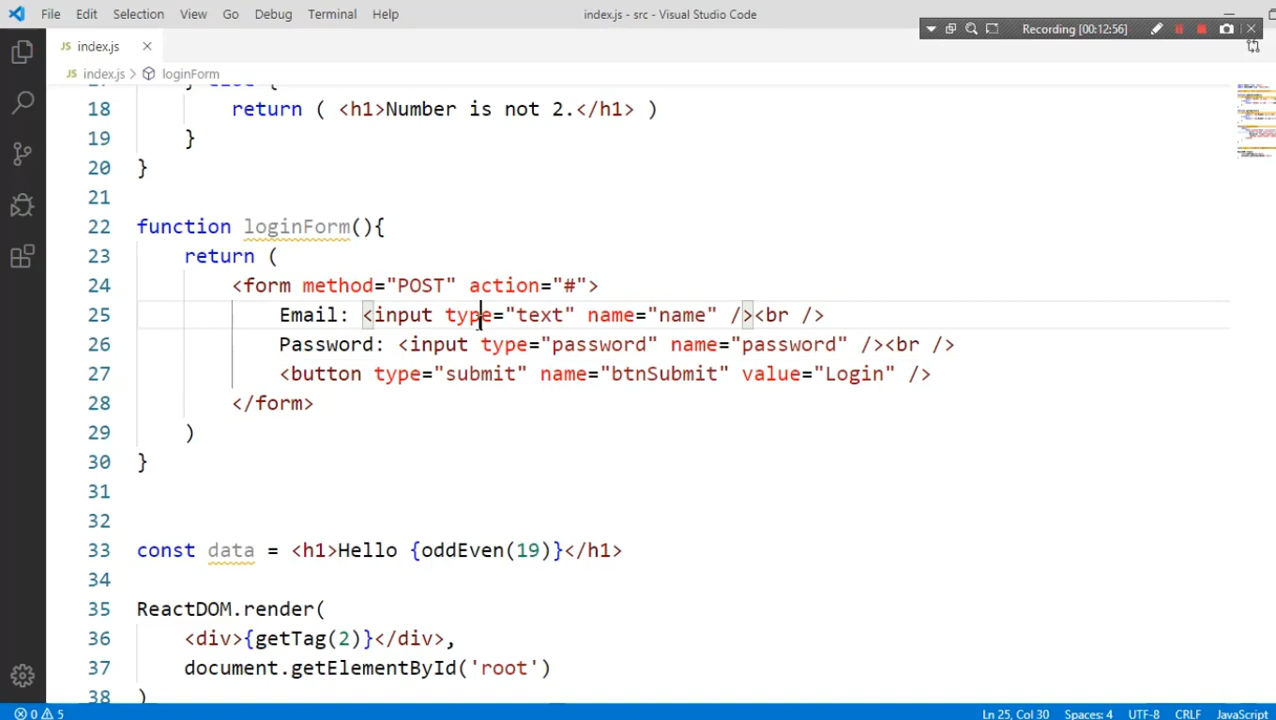 File Edit Selection View Go Debug Terminal Help index.js - src - Visual Studio Code
Recording [00:12:56]
JS index.js
JS index.js > loginForm
18 return ( <h1>Number is not 2.</h1> )
19 }
20 }
21
22 function loginForm(){
23 return (
24 <form method="POST" action="#">
25 Email: <input type="text" name="name" /><br />
26 Password: <input type="password" name="password" /><br />
27 <button type="submit" name="btnSubmit" value="Login" />
28 </form>
29 )
30 }
31
32
33 const data = <h1>Hello {oddEven(19)}</h1>
34
35 ReactDOM.render(
36 <div>{getTag(2)}</div>,
37 document.getElementById('root')
38 )
0 5 Ln 25, Col 30 Spaces: 4 UTF-8 CRLF JavaScript